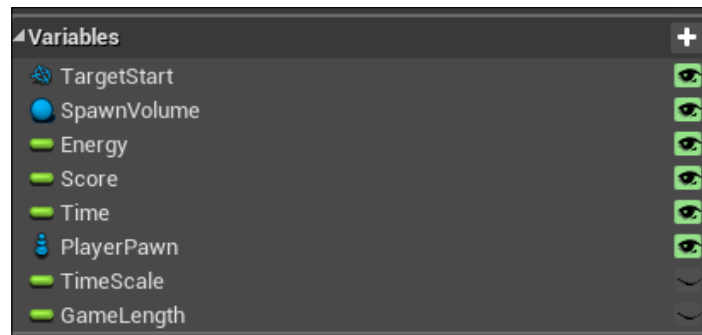 Variables
TargetStart
SpawnVolume
Energy
Score
Time
PlayerPawn
TimeScale
GameLength